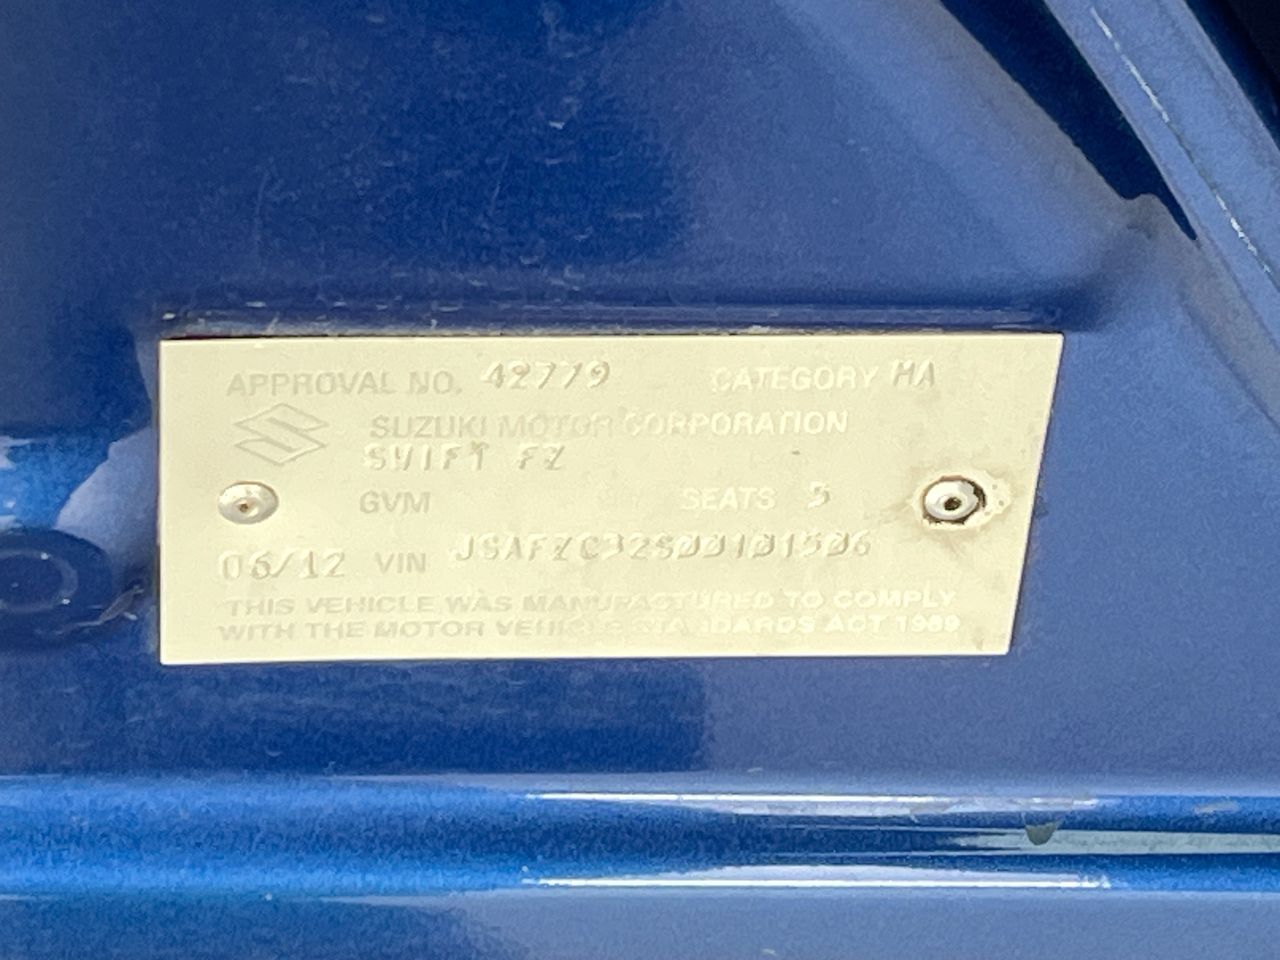 APPROVAL NO. 42779 CATEGORY MA
SUZUKI MOTOR CORPORATION
SWIFT FZ
GVM SEATS 5
06/12 VIN JSAFZC32S00101506
THIS VEHICLE WAS MANUFACTURED TO COMPLY
WITH THE MOTOR VEHICLE STANDARDS ACT 1989